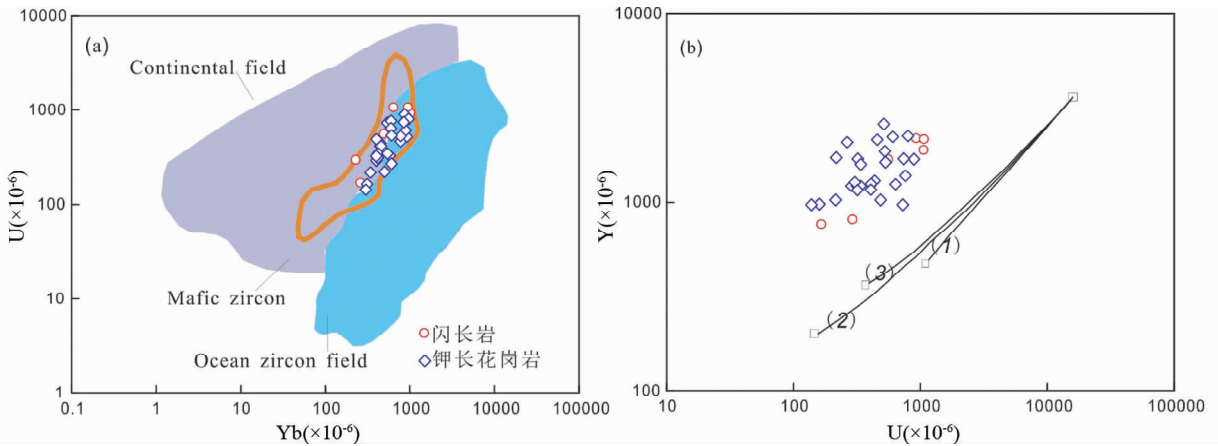 (a)
10000
1000
100
10
1
U(×10⁻⁶)
Continental field
Mafic zircon
Ocean zircon field
闪长岩
钾长花岗岩
0.1
1
10
100
1000
10000
100000
Yb(×10⁻⁶)
(b)
10000
1000
100
Y(×10⁻⁶)
(1)
(3)
(2)
10
100
1000
10000
100000
U(×10⁻⁶)